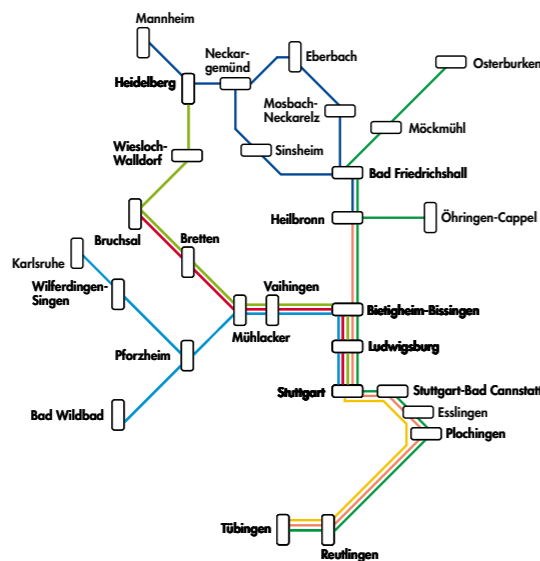 Mannheim
Neckar-
gemünd
Eberbach
Osterburken
Heidelberg
Mosbach-
Neckarelz
Möckmühl
Wiesloch-
Walldorf
Sinsheim
Bad Friedrichshall
Heilbronn
Öhringen-Cappel
Bruchsal
Bretten
Karlsruhe
Wilferdingen-
Singen
Vaihingen
Bietigheim-Bissingen
Mühlacker
Ludwigsburg
Pforzheim
Stuttgart
Stuttgart-Bad Cannstatt
Bad Wildbad
Esslingen
Plochingen
Tübingen
Reutlingen